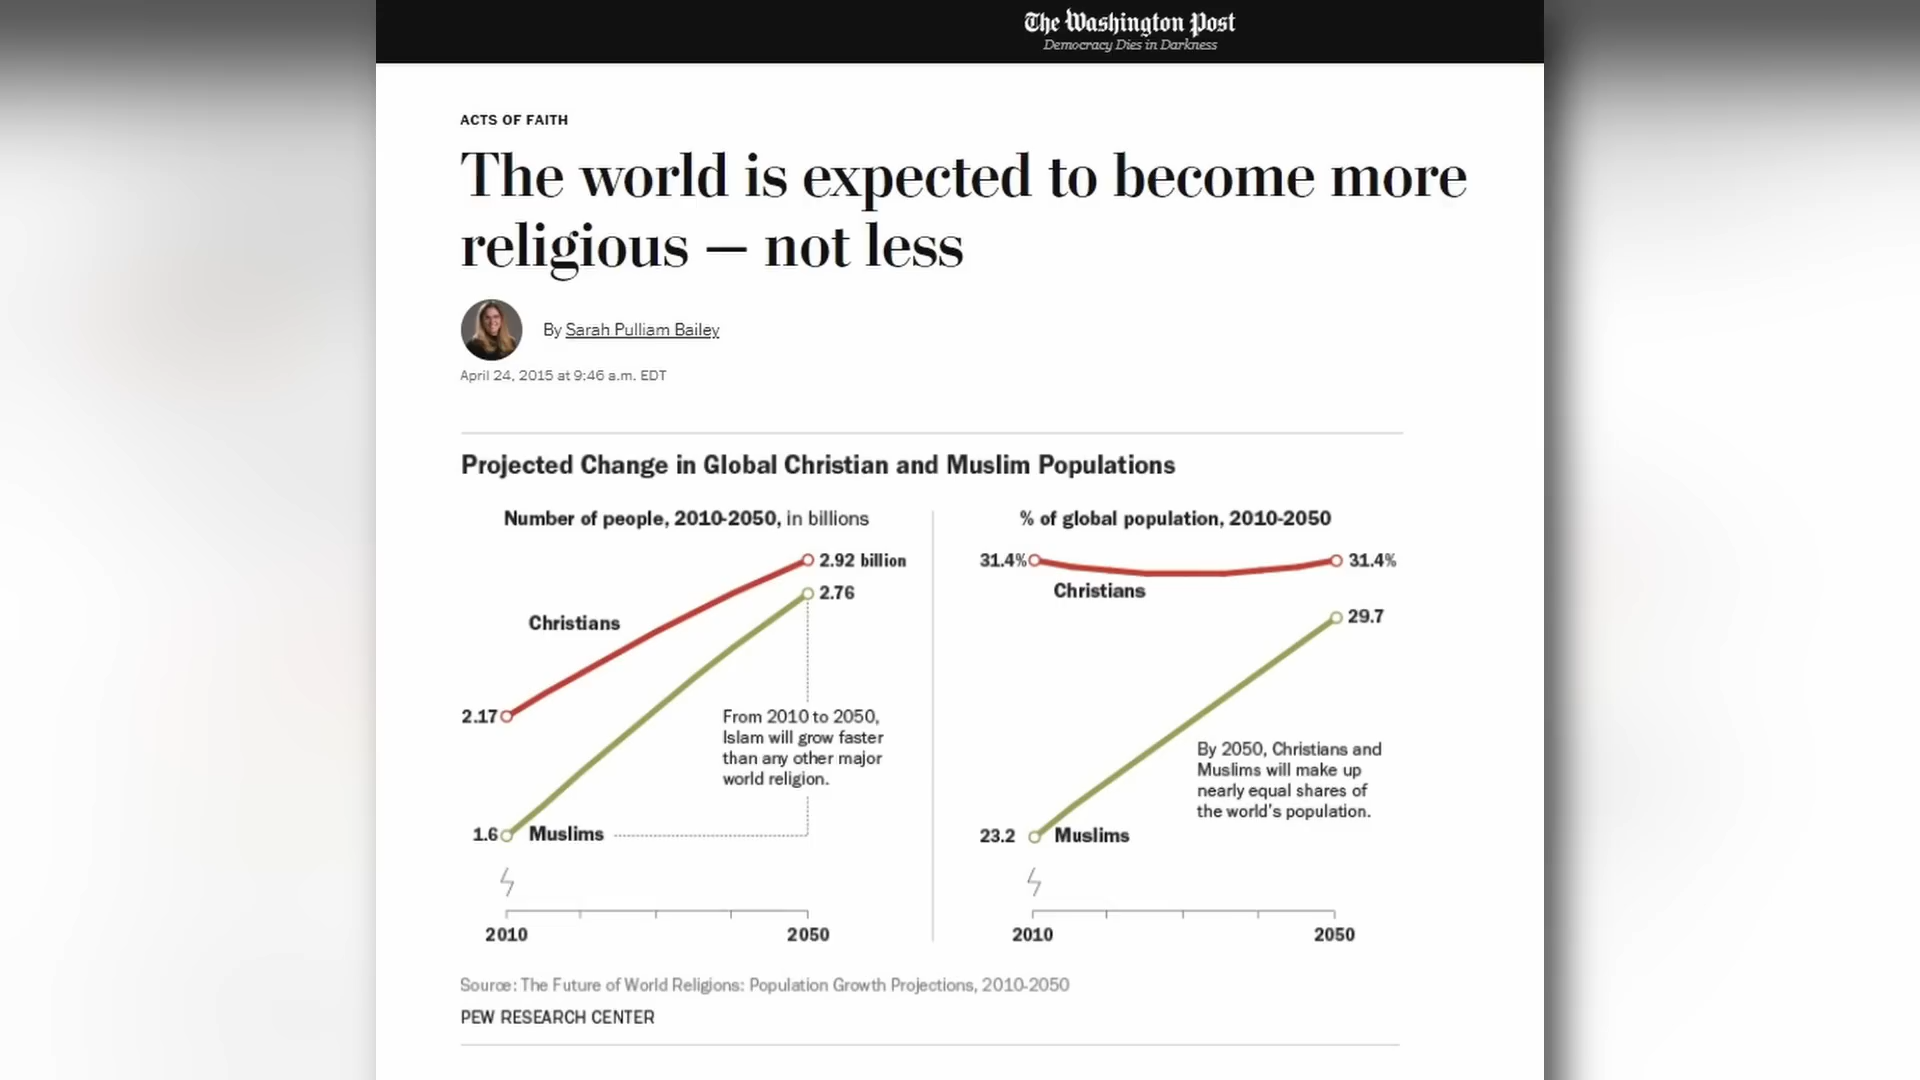 The Washington Post
Democracy Dies in Darkness
ACTS OF FAITH
The world is expected to become more
religious — not less
By Sarah Pulliam Bailey
April 24, 2015 at 9:46 a.m. EDT
Projected Change in Global Christian and Muslim Populations
Number of people, 2010-2050, in billions
2.92 billion
2.76
Christians
2.17
From 2010 to 2050,
Islam will grow faster
than any other major
world religion.
1.6
Muslims
2010
2050
% of global population, 2010-2050
31.4%
31.4%
Christians
29.7
By 2050, Christians and
Muslims will make up
nearly equal shares of
the world's population.
23.2
Muslims
2010
2050
Source: The Future of World Religions: Population Growth Projections, 2010-2050
PEW RESEARCH CENTER